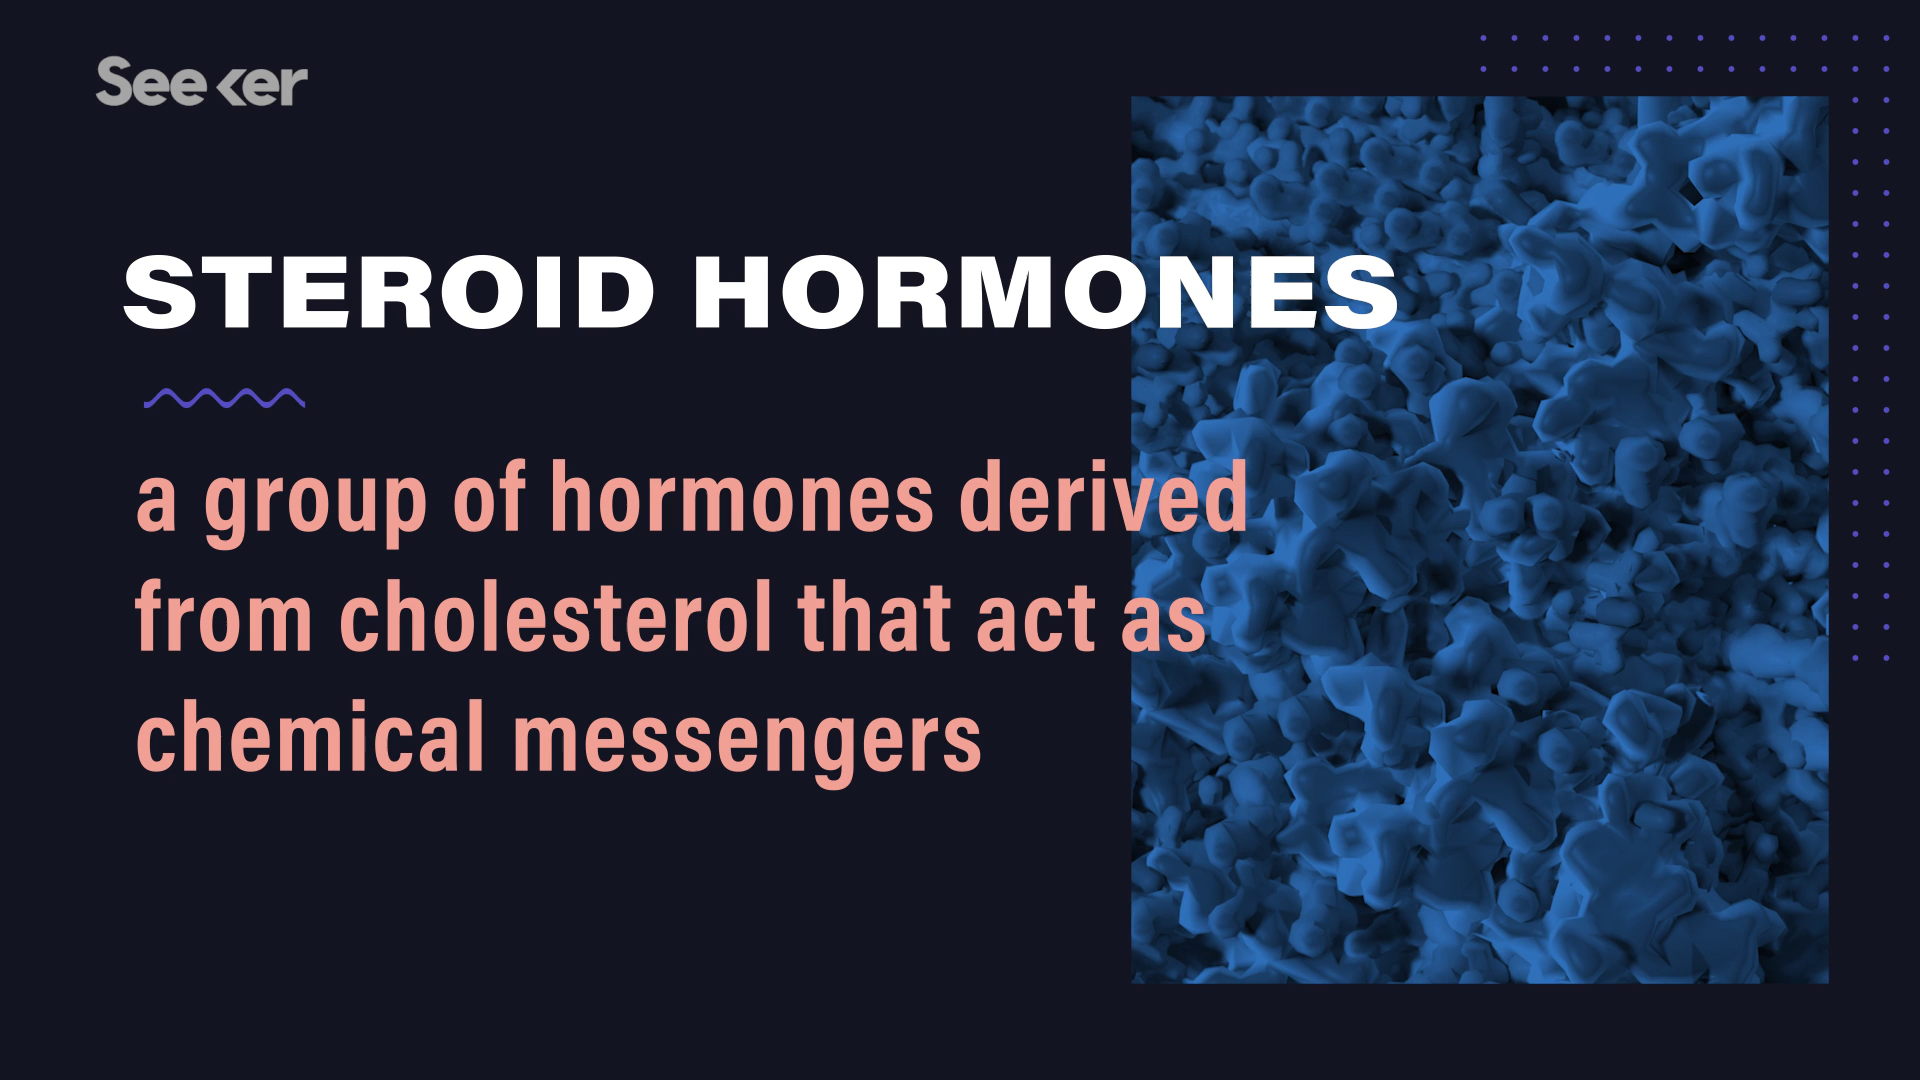 Seeker
STEROID HORMONES
a group of hormones derived
from cholesterol that act as
chemical messengers